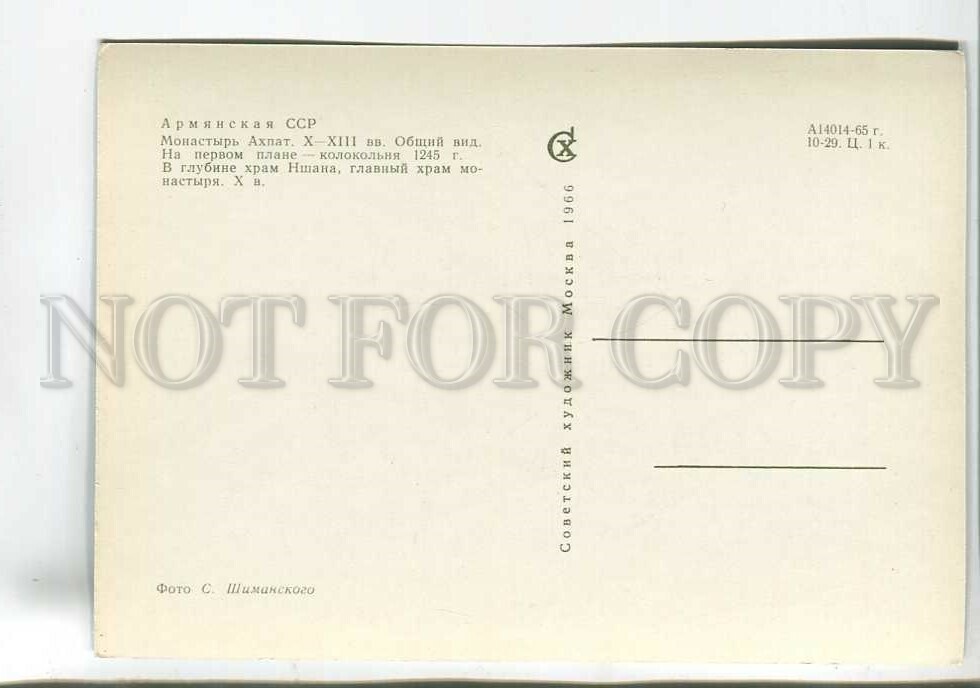 Армянская ССР
Монастырь Ахпат. X—XIII вв. Общий вид.
На первом плане — колокольня 1245 г.
В глубине храм Ншана, главный храм мо-
настыря. X в.
Фото С. Шиманского
Советский художник Москва 1966
СХ
А14014-65 г.
10-29. Ц. 1 к.
NOT FOR COPY